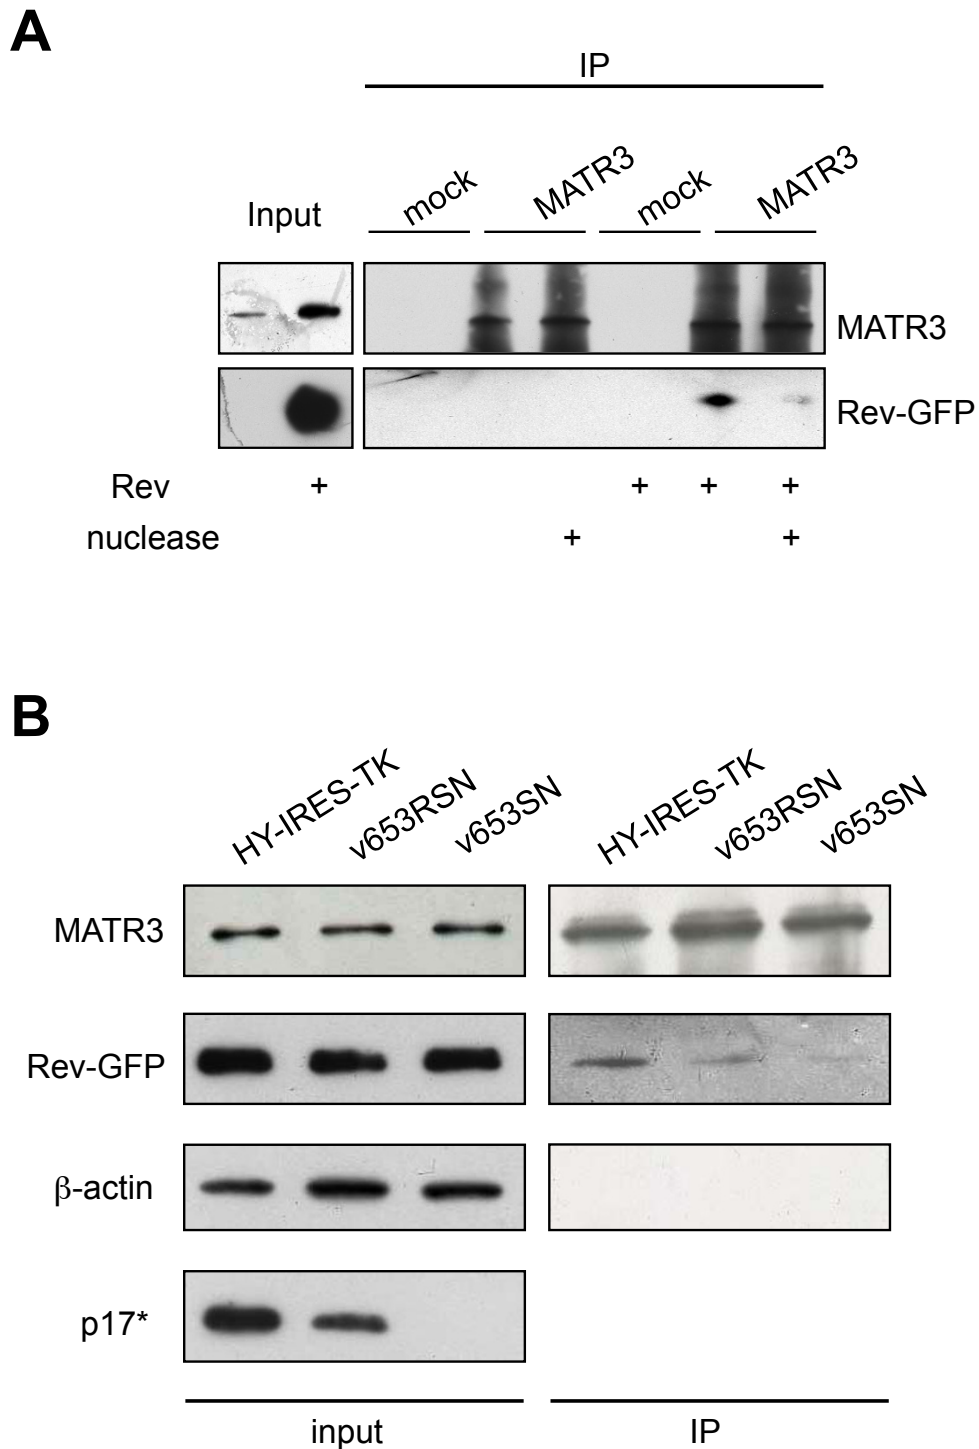 A
IP
Input
mock
MATR3
mock
MATR3
MATR3
Rev-GFP
Rev + + + +
nuclease + +
B
HY-IRES-TK v653RSN v653SN HY-IRES-TK v653RSN v653SN
MATR3
Rev-GFP
β-actin
p17*
input IP